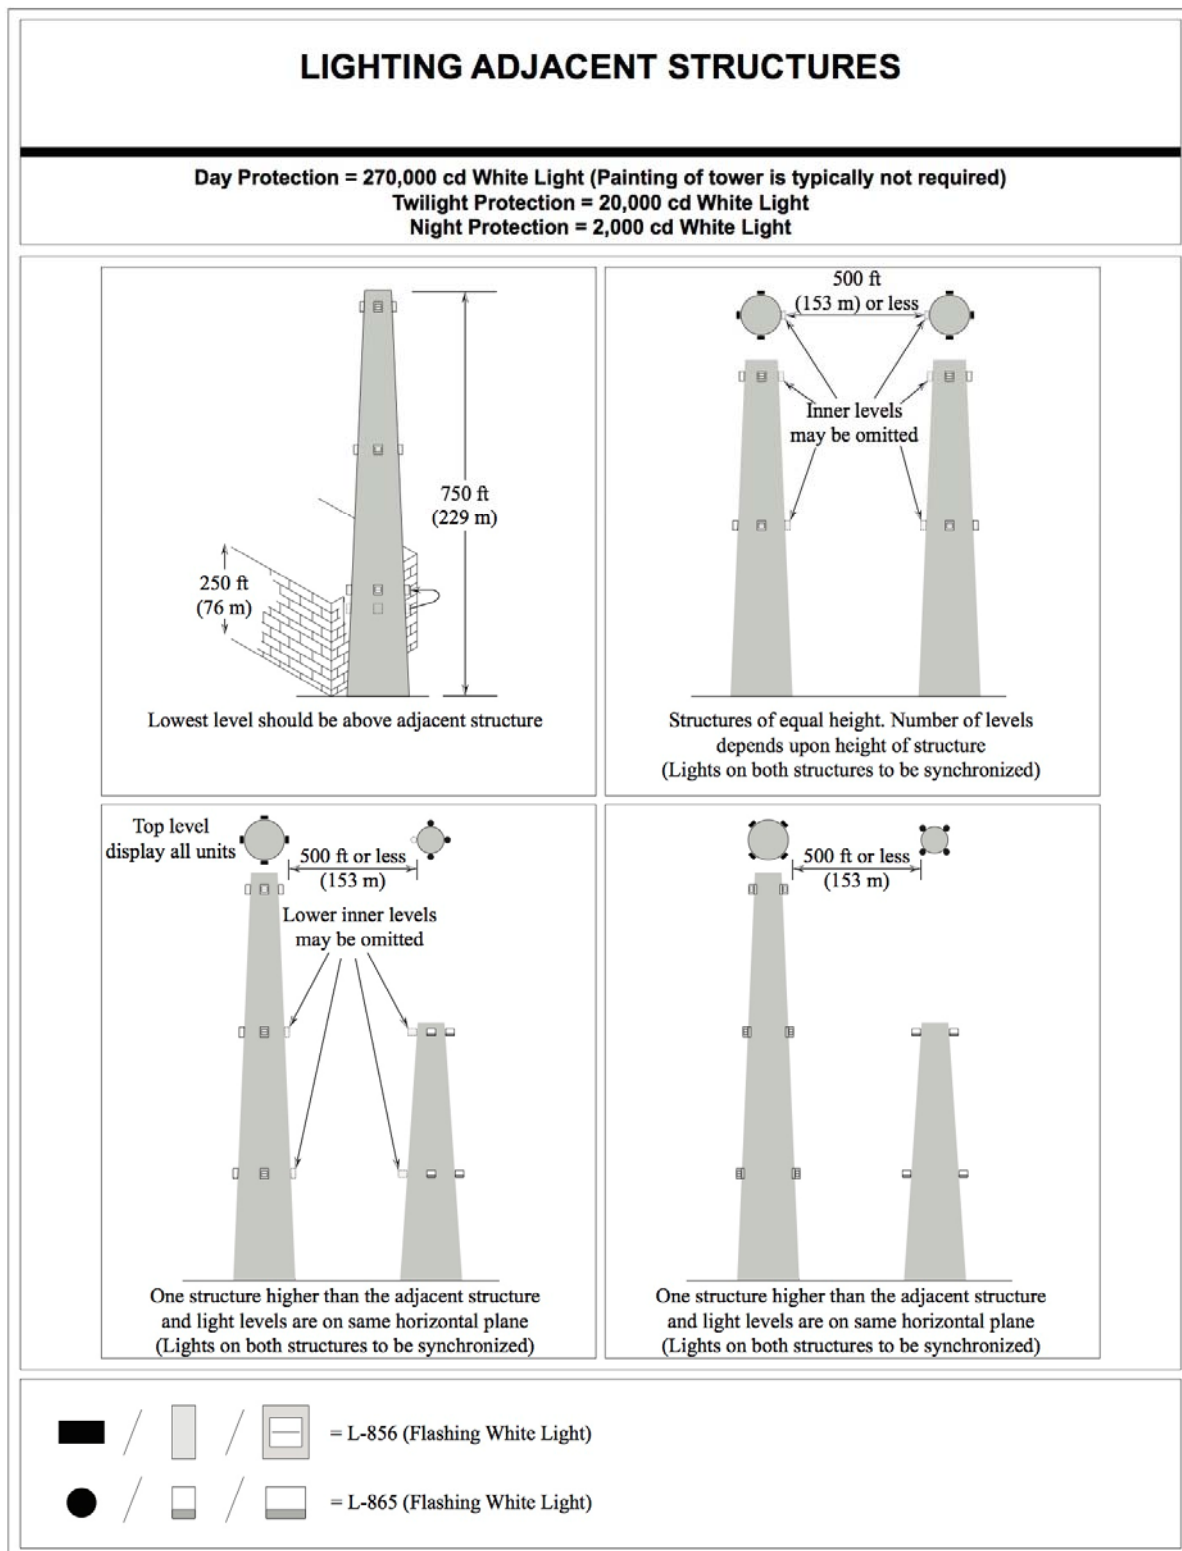 LIGHTING ADJACENT STRUCTURES
Day Protection = 270,000 cd White Light (Painting of tower is typically not required)
Twilight Protection = 20,000 cd White Light
Night Protection = 2,000 cd White Light
750 ft
(229 m)
250 ft
(76 m)
Lowest level should be above adjacent structure
500 ft
(153 m) or less
Inner levels
may be omitted
Structures of equal height. Number of levels
depends upon height of structure
(Lights on both structures to be synchronized)
Top level
display all units
500 ft or less
(153 m)
Lower inner levels
may be omitted
One structure higher than the adjacent structure
and light levels are on same horizontal plane
(Lights on both structures to be synchronized)
500 ft or less
(153 m)
One structure higher than the adjacent structure
and light levels are on same horizontal plane
(Lights on both structures to be synchronized)
/ / = L-856 (Flashing White Light)
/ / = L-865 (Flashing White Light)